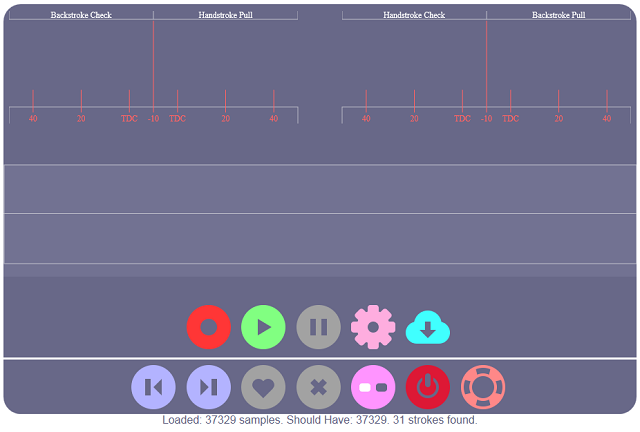 Backstroke Check Handstroke Pull Handstroke Check Backstroke Pull
40 20 TDC -10 TDC 20 40 40 20 TDC -10 TDC 20 40
Loaded: 37329 samples. Should Have: 37329. 31 strokes found.